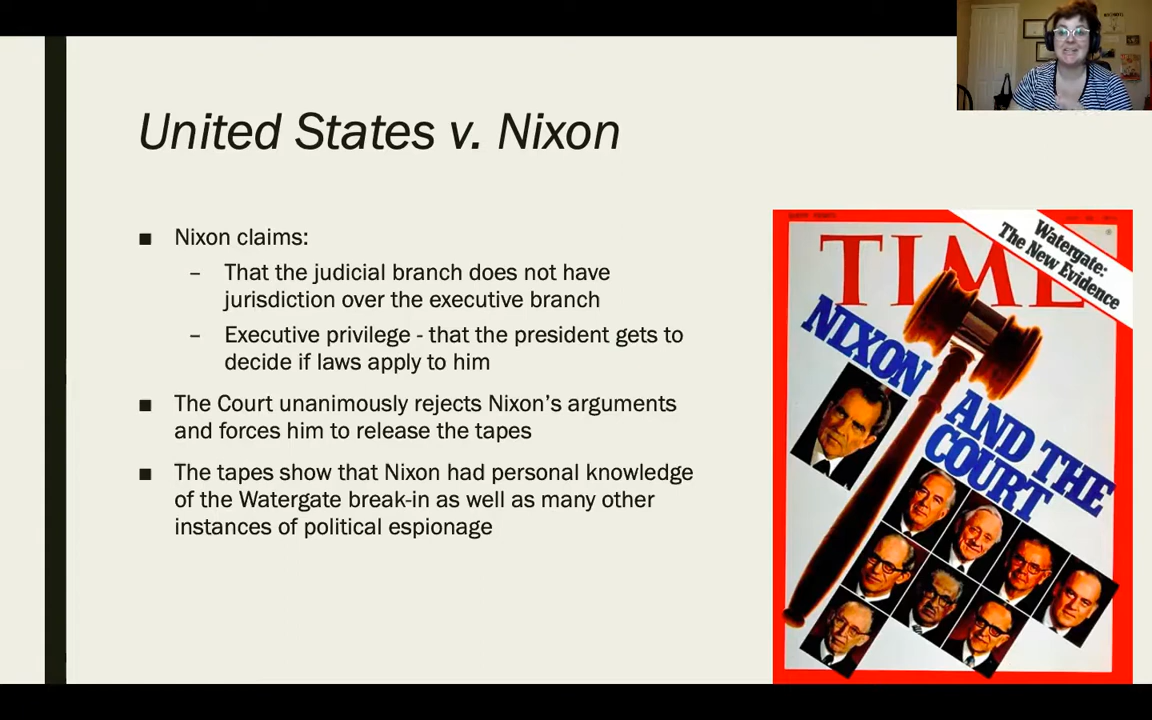 United States v. Nixon
■ Nixon claims:
– That the judicial branch does not have
jurisdiction over the executive branch
– Executive privilege - that the president gets to
decide if laws apply to him
■ The Court unanimously rejects Nixon’s arguments
and forces him to release the tapes
■ The tapes show that Nixon had personal knowledge
of the Watergate break-in as well as many other
instances of political espionage
Watergate:
The New Evidence
TIME
NIXON
AND THE
COURT